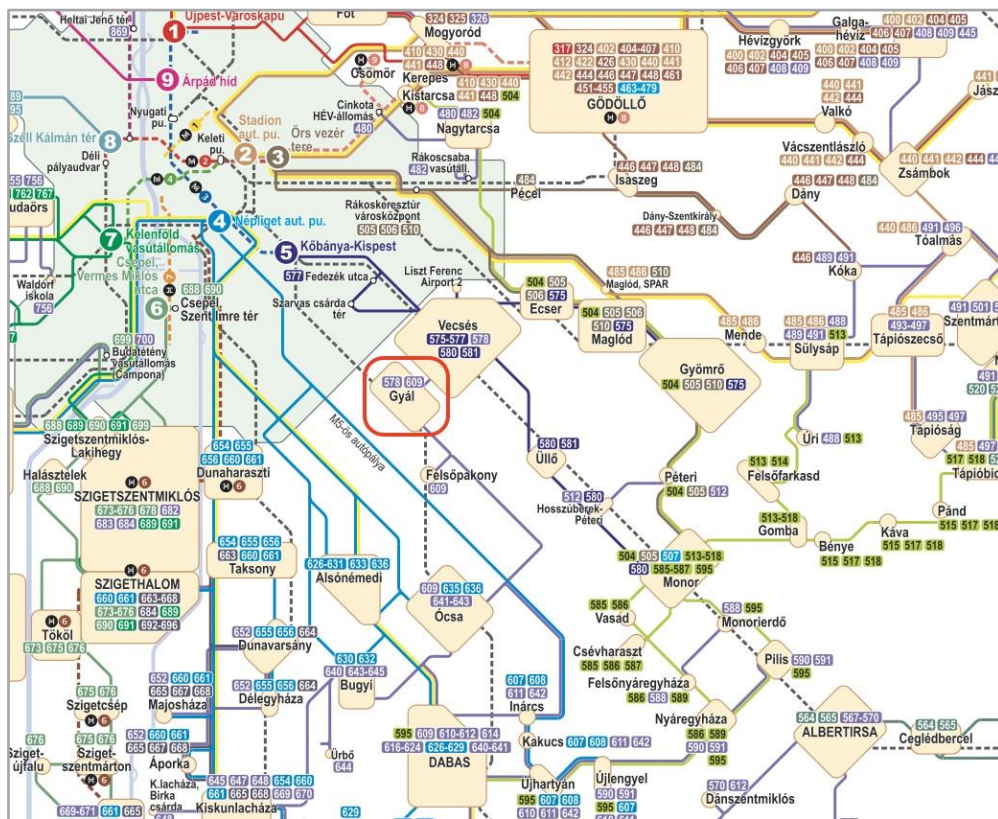 Heltai Jenő tér
869
1 Újpest-Városkapu
Fót
324 325 326
Mogyoród
410 430 440
441 448 H 8
Kerepes
H 9
Csömör
Kistarcsa
410 430 440
441 448 504
317 324 402 404-407 410
412 422 426 430 440 441
442 444 446 447 448 461
451-455 463-479
GÖDÖLLŐ
H 8
Hévízgyörk
400 402 404 405
406 407 408 409
Galga-
hévíz
400 402 404 405
406 407 408 409 445
440 441
442 444
Valkó
Vácszentlászló
440 441 442 444
Zsámbok
9 Árpád híd
Nyugati
pu.
Cinkota
HÉV-állomás
480
480 482 504
Nagytarcsa
8
Széll Kálmán tér
Déli
pályaudvar
M 2
M 4
M 3
Keleti
pu.
Stadion
aut. pu.
2
3
Örs vezér
tere
Rákoscsaba
vasútáll.
482
484
Pécel
446 447 448 484
Isaszeg
446 447 448 484
Dány
Dány-Szentkirály
446 447 448 484
440 486 491 496
Tóalmás
Rákoskeresztúr
városközpont
505 506 510
4 Népliget aut. pu.
5 Kőbánya-Kispest
577 Fedezék utca
Szarvas csárda
tér
7 Kelenföld
vasútállomás
Csepel,
Vermes Miklós
utca
6
688 690
Csepel,
Szent Imre tér
Waldorf
iskola
756
699 700
Budatétény
vasútállomás
(Campona)
Liszt Ferenc
Airport 2
504 505
506 575
Ecser
485 486 510
Maglód, SPAR
504 505 506
510 575
Maglód
446 489 491
Kóka
485 486
Mende
485 486 488
489 491 513
Sülysáp
485 486
493-497
Tápiószecső
Vecsés
575-577 578
580 581
578 609
Gyál
Gyömrő
504 505 510 575
M5-ös autópálya
Felsőpakony
609
580 581
Üllő
512 580
Hosszúberek-
Péteri
Péteri
504 505 512
Úri 488 513
513 514
Felsőfarkasd
485 495 497
Tápióság
513-518
Gomba
Bénye
515 517 518
Káva
515 517 518
Pánd
515 517 518
688 689 690 691 699
Szigetszentmiklós-
Lakihegy
Halásztelek
688 690
H 6
SZIGETSZENTMIKLÓS
673-676 678 682
683 684 689 691
654 655
656 660 661
Dunaharaszti
H 6
H 6
SZIGETHALOM
660 661 663-668
673-676 684 689
690 691 692-696
654 655 656
663 660 661
Taksony
626-631 633 636
Alsónémedi
609 635 636
641-643
Ócsa
504 505 507 513-518
580 585-587 595
Monor
585 586
Vasad
588 595
Monorierdő
Csévharaszt
585 586 587
Felsőnyáregyháza
586 588 589
Pilis 590 591
595
H 6
Tököl
673 675 676
652 655 656 664
Dunavarsány
652 655 656 664
Délegyháza
630 632
640 643-645
Bugyi
Nyáregyháza
586 589
590 591
595
564 565 567-570
ALBERTIRSA
564 565
Ceglédbercel
675 676
Szigetcsép
H 6
652 660 661
665 667 668
Majosháza
607 608
611 642
Inárcs
Kakucs 607 608 611 642
595 609 610-612 614
616-624 626-629 640-641
DABAS
676
Sziget-
újfalu
675 676
Sziget-
szentmárton
H 6
652 660 661
665 667 668
Áporka
Ürbő
644
Újhartyán
595 607 608
610 611 642
Újlengyel
590 591
595 607
570 612
Dánszentmiklós
669-671 661 665
K.lacháza,
Birka
csárda
645 647 648 654 660
661 665 668 669 670
Kiskunlacháza
629